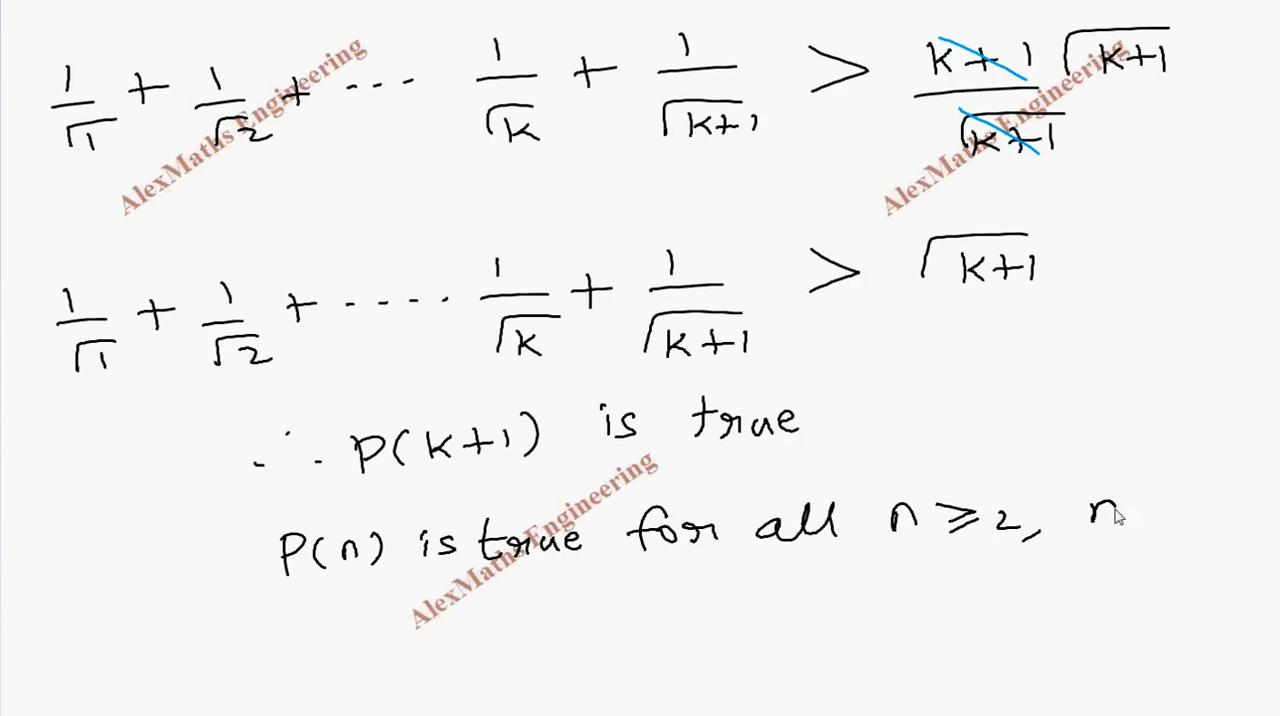 1/√1 + 1/√2 + ··· 1/√k + 1/√k+1 > k+1/√k+1 √k+1
AlexMaths Engineering
AlexMaths Engineering
1/√1 + 1/√2 + ····· 1/√k + 1/√k+1 > √k+1
∴ P(k+1) is true
AlexMaths Engineering
P(n) is true for all n ≥ 2, n